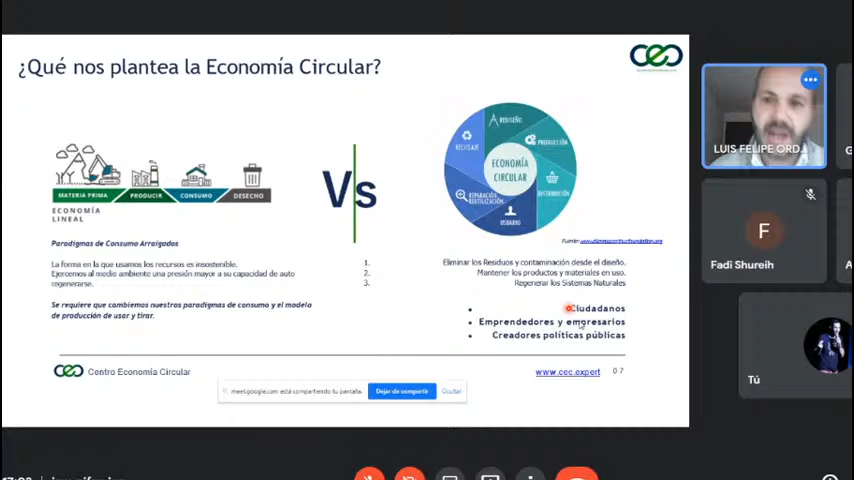 ¿Qué nos plantea la Economía Circular?
cec
MATERIA PRIMA PRODUCIR CONSUMO DESECHO
ECONOMÍA
LINEAL
Vs
REDISEÑO
PRODUCCIÓN
DISTRIBUCIÓN
USUARIO
REPARACIÓN
REUTILIZACIÓN
RECICLAJE
ECONOMÍA
CIRCULAR
Paradigmas de Consumo Arraigados
La forma en la que usamos los recursos es insostenible.
Ejercemos al medio ambiente una presión mayor a su capacidad de auto
regenerarse.
Se requiere que cambiemos nuestros paradigmas de consumo y el modelo
de producción de usar y tirar.
1.
2.
3.
Fuente:
Eliminar los Residuos y contaminación desde el diseño.
Mantener los productos y materiales en uso.
Regenerar los Sistemas Naturales
• Ciudadanos
• Emprendedores y empresarios
• Creadores políticas públicas
cec Centro Economía Circular
www.cec.expert 07
meet.google.com está compartiendo tu pantalla. Dejar de compartir Ocultar
LUIS FELIPE ORD...
F
Fadi Shureih
Tú